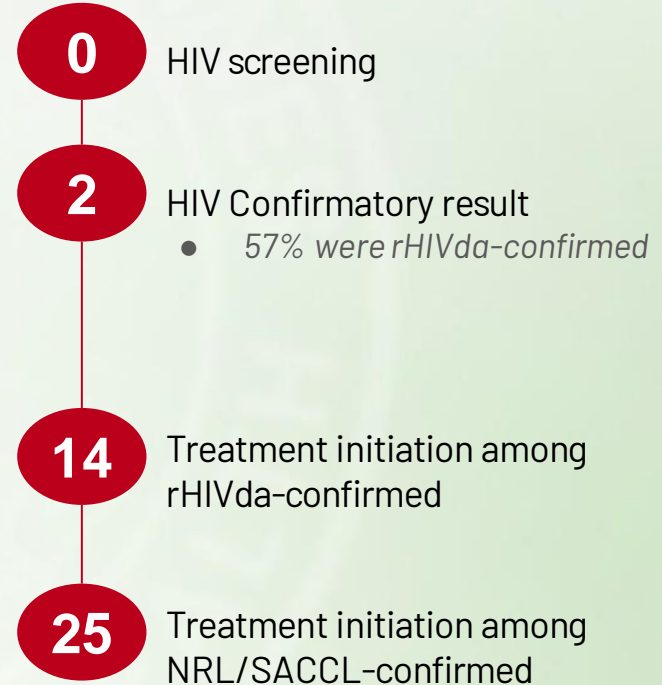 0
HIV screening
2
HIV Confirmatory result
● 57% were rHIVda-confirmed
14
Treatment initiation among
rHIVda-confirmed
25
Treatment initiation among
NRL/SACCL-confirmed